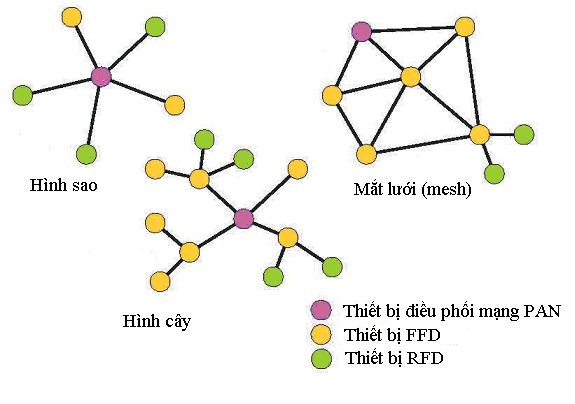 Hình sao
Mắt lưới (mesh)
Hình cây
Thiết bị điều phối mạng PAN
Thiết bị FFD
Thiết bị RFD